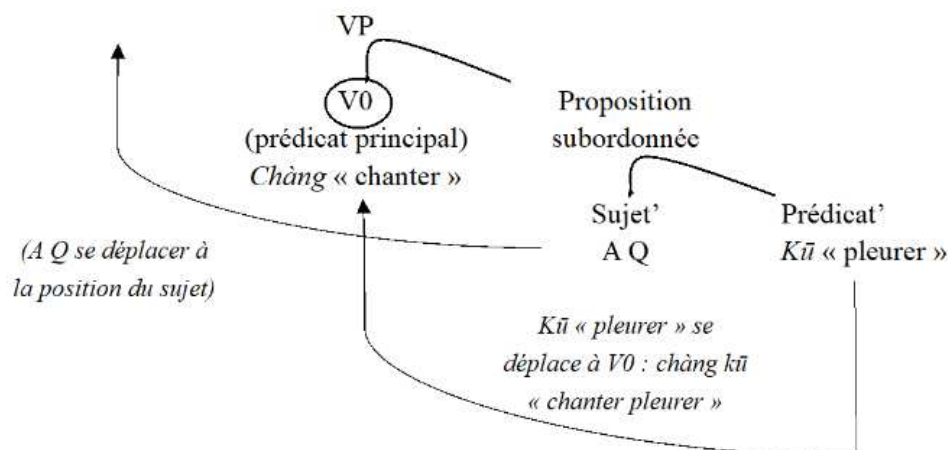 VP
V0
(prédicat principal)
Chàng « chanter »
Proposition
subordonnée
Sujet’
A Q
Prédicat’
Kū « pleurer »
(A Q se déplacer à
la position du sujet)
Kū « pleurer » se
déplace à V0 : chàng kū
« chanter pleurer »